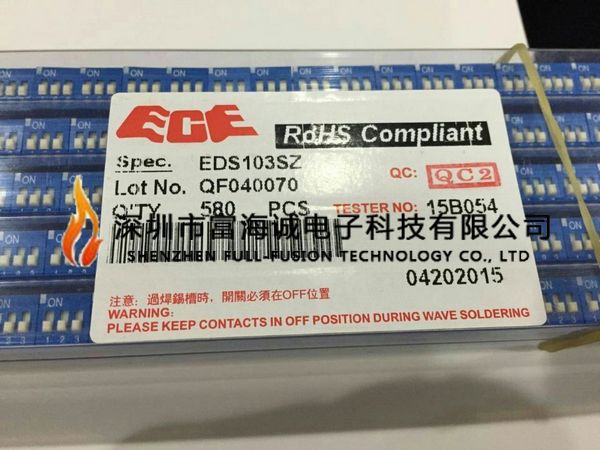 ECE
RoHS Compliant
Spec. EDS103SZ
QC: QC2
Lot No. QF040070
Q'TY 580 PCS
TESTER NO: 15B054
深圳市富海诚电子科技有限公司
SHENZHEN FULL-FUSION TECHNOLOGY CO., LTD
04202015
注意: 過焊錫槽時，開關必須在OFF位置
WARNING:
PLEASE KEEP CONTACTS IN OFF POSITION DURING WAVE SOLDERING